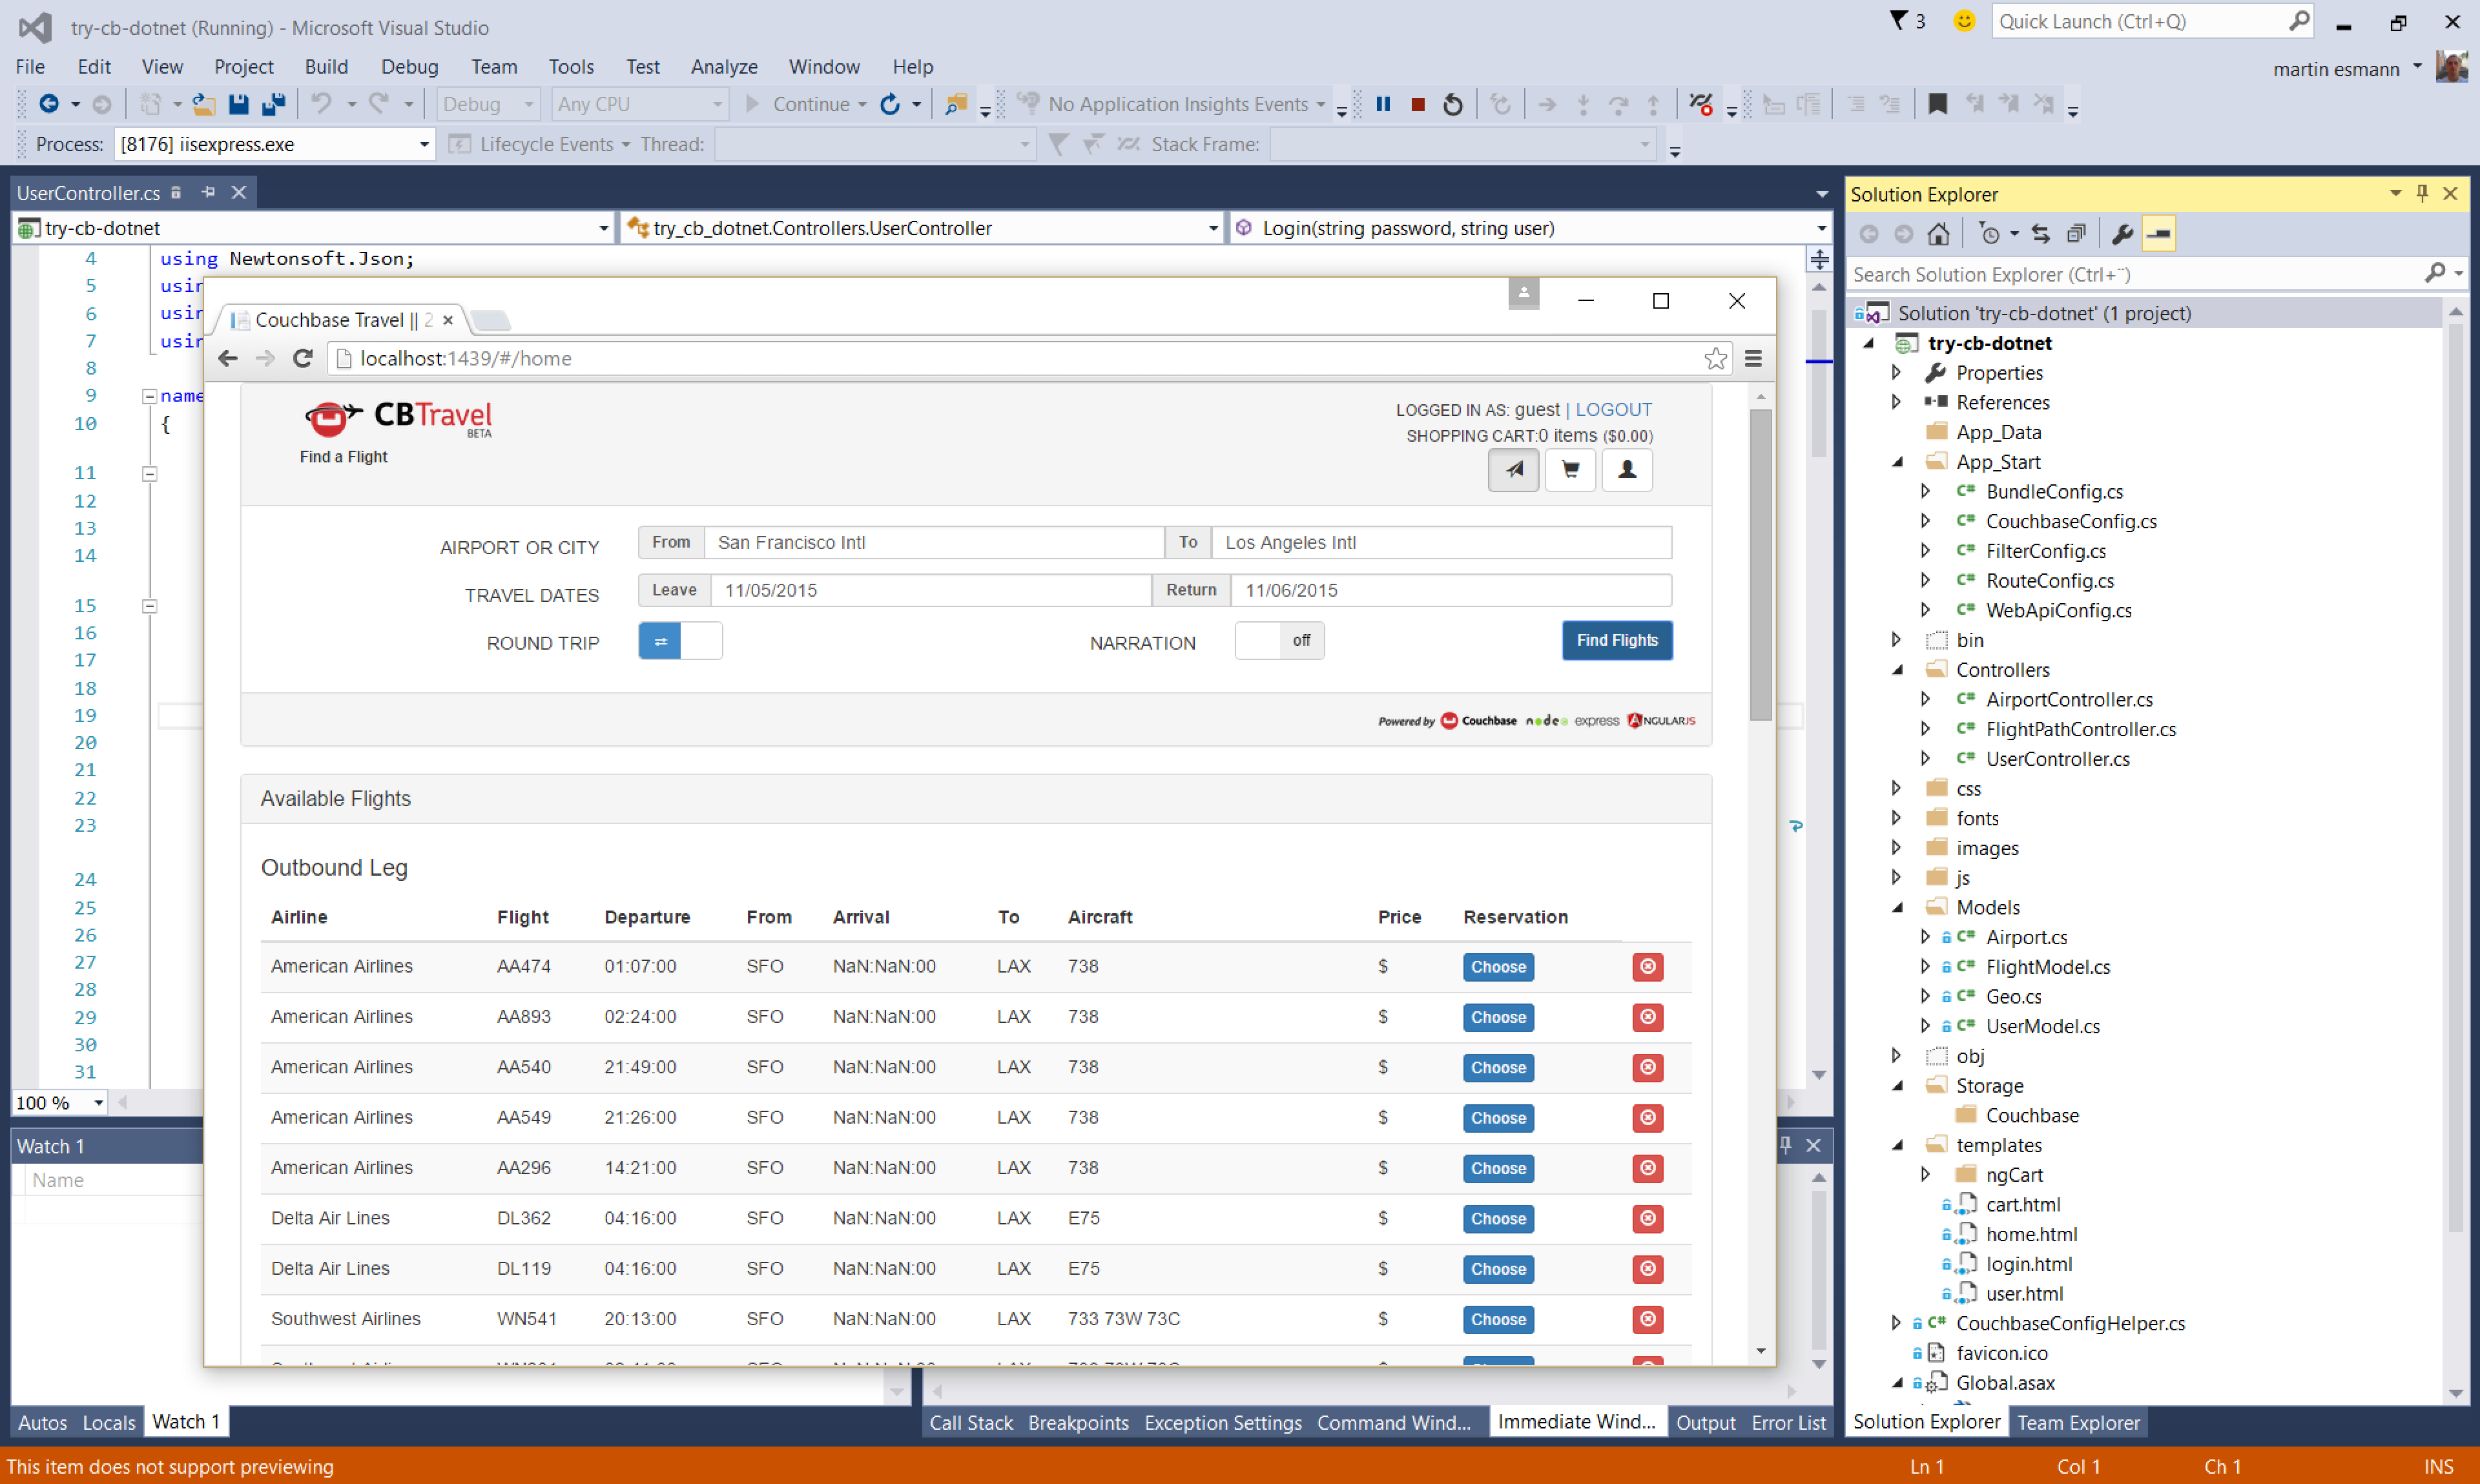 try-cb-dotnet (Running) - Microsoft Visual Studio
3
Quick Launch (Ctrl+Q)
File Edit View Project Build Debug Team Tools Test Analyze Window Help
martin esmann
Debug Any CPU Continue No Application Insights Events
Process: [8176] iisexpress.exe Lifecycle Events Thread: Stack Frame:
UserController.cs
try-cb-dotnet try_cb_dotnet.Controllers.UserController Login(string password, string user)
4 using Newtonsoft.Json;
5 usin
6 usin
7 usin
8
9 name
10 {
11
12
13
14
15
16
17
18
19
20
21
22
23
24
25
26
27
28
29
30
31
100 %
Couchbase Travel || 2
localhost:1439/#/home
CBTravel
BETA
Find a Flight
LOGGED IN AS: guest | LOGOUT
SHOPPING CART:0 items ($0.00)
AIRPORT OR CITY From San Francisco Intl To Los Angeles Intl
TRAVEL DATES Leave 11/05/2015 Return 11/06/2015
ROUND TRIP NARRATION off Find Flights
Powered by Couchbase node express ANGULARJS
Available Flights
Outbound Leg
Airline Flight Departure From Arrival To Aircraft Price Reservation
American Airlines AA474 01:07:00 SFO NaN:NaN:00 LAX 738 $ Choose
American Airlines AA893 02:24:00 SFO NaN:NaN:00 LAX 738 $ Choose
American Airlines AA540 21:49:00 SFO NaN:NaN:00 LAX 738 $ Choose
American Airlines AA549 21:26:00 SFO NaN:NaN:00 LAX 738 $ Choose
American Airlines AA296 14:21:00 SFO NaN:NaN:00 LAX 738 $ Choose
Delta Air Lines DL362 04:16:00 SFO NaN:NaN:00 LAX E75 $ Choose
Delta Air Lines DL119 04:16:00 SFO NaN:NaN:00 LAX E75 $ Choose
Southwest Airlines WN541 20:13:00 SFO NaN:NaN:00 LAX 733 73W 73C $ Choose
Watch 1
Name
Autos Locals Watch 1
Call Stack Breakpoints Exception Settings Command Wind... Immediate Wind... Output Error List
Solution Explorer
Search Solution Explorer (Ctrl+¨)
Solution 'try-cb-dotnet' (1 project)
try-cb-dotnet
Properties
References
App_Data
App_Start
C# BundleConfig.cs
C# CouchbaseConfig.cs
C# FilterConfig.cs
C# RouteConfig.cs
C# WebApiConfig.cs
bin
Controllers
C# AirportController.cs
C# FlightPathController.cs
C# UserController.cs
css
fonts
images
js
Models
C# Airport.cs
C# FlightModel.cs
C# Geo.cs
C# UserModel.cs
obj
Storage
Couchbase
templates
ngCart
cart.html
home.html
login.html
user.html
C# CouchbaseConfigHelper.cs
favicon.ico
Global.asax
Solution Explorer Team Explorer
This item does not support previewing
Ln 1 Col 1 Ch 1 INS